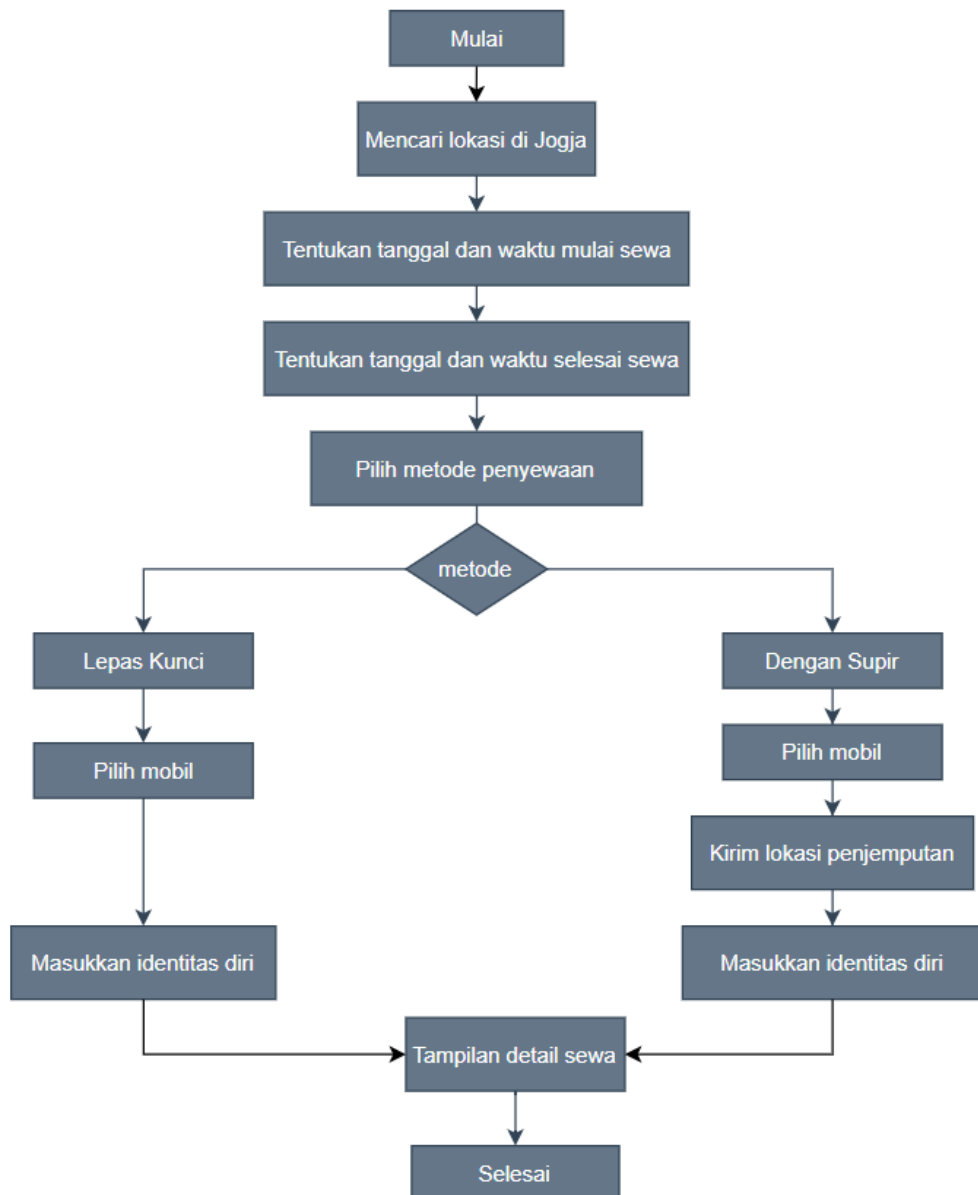 Mulai
Mencari lokasi di Jogja
Tentukan tanggal dan waktu mulai sewa
Tentukan tanggal dan waktu selesai sewa
Pilih metode penyewaan
metode
Lepas Kunci
Dengan Supir
Pilih mobil
Pilih mobil
Kirim lokasi penjemputan
Masukkan identitas diri
Masukkan identitas diri
Tampilan detail sewa
Selesai